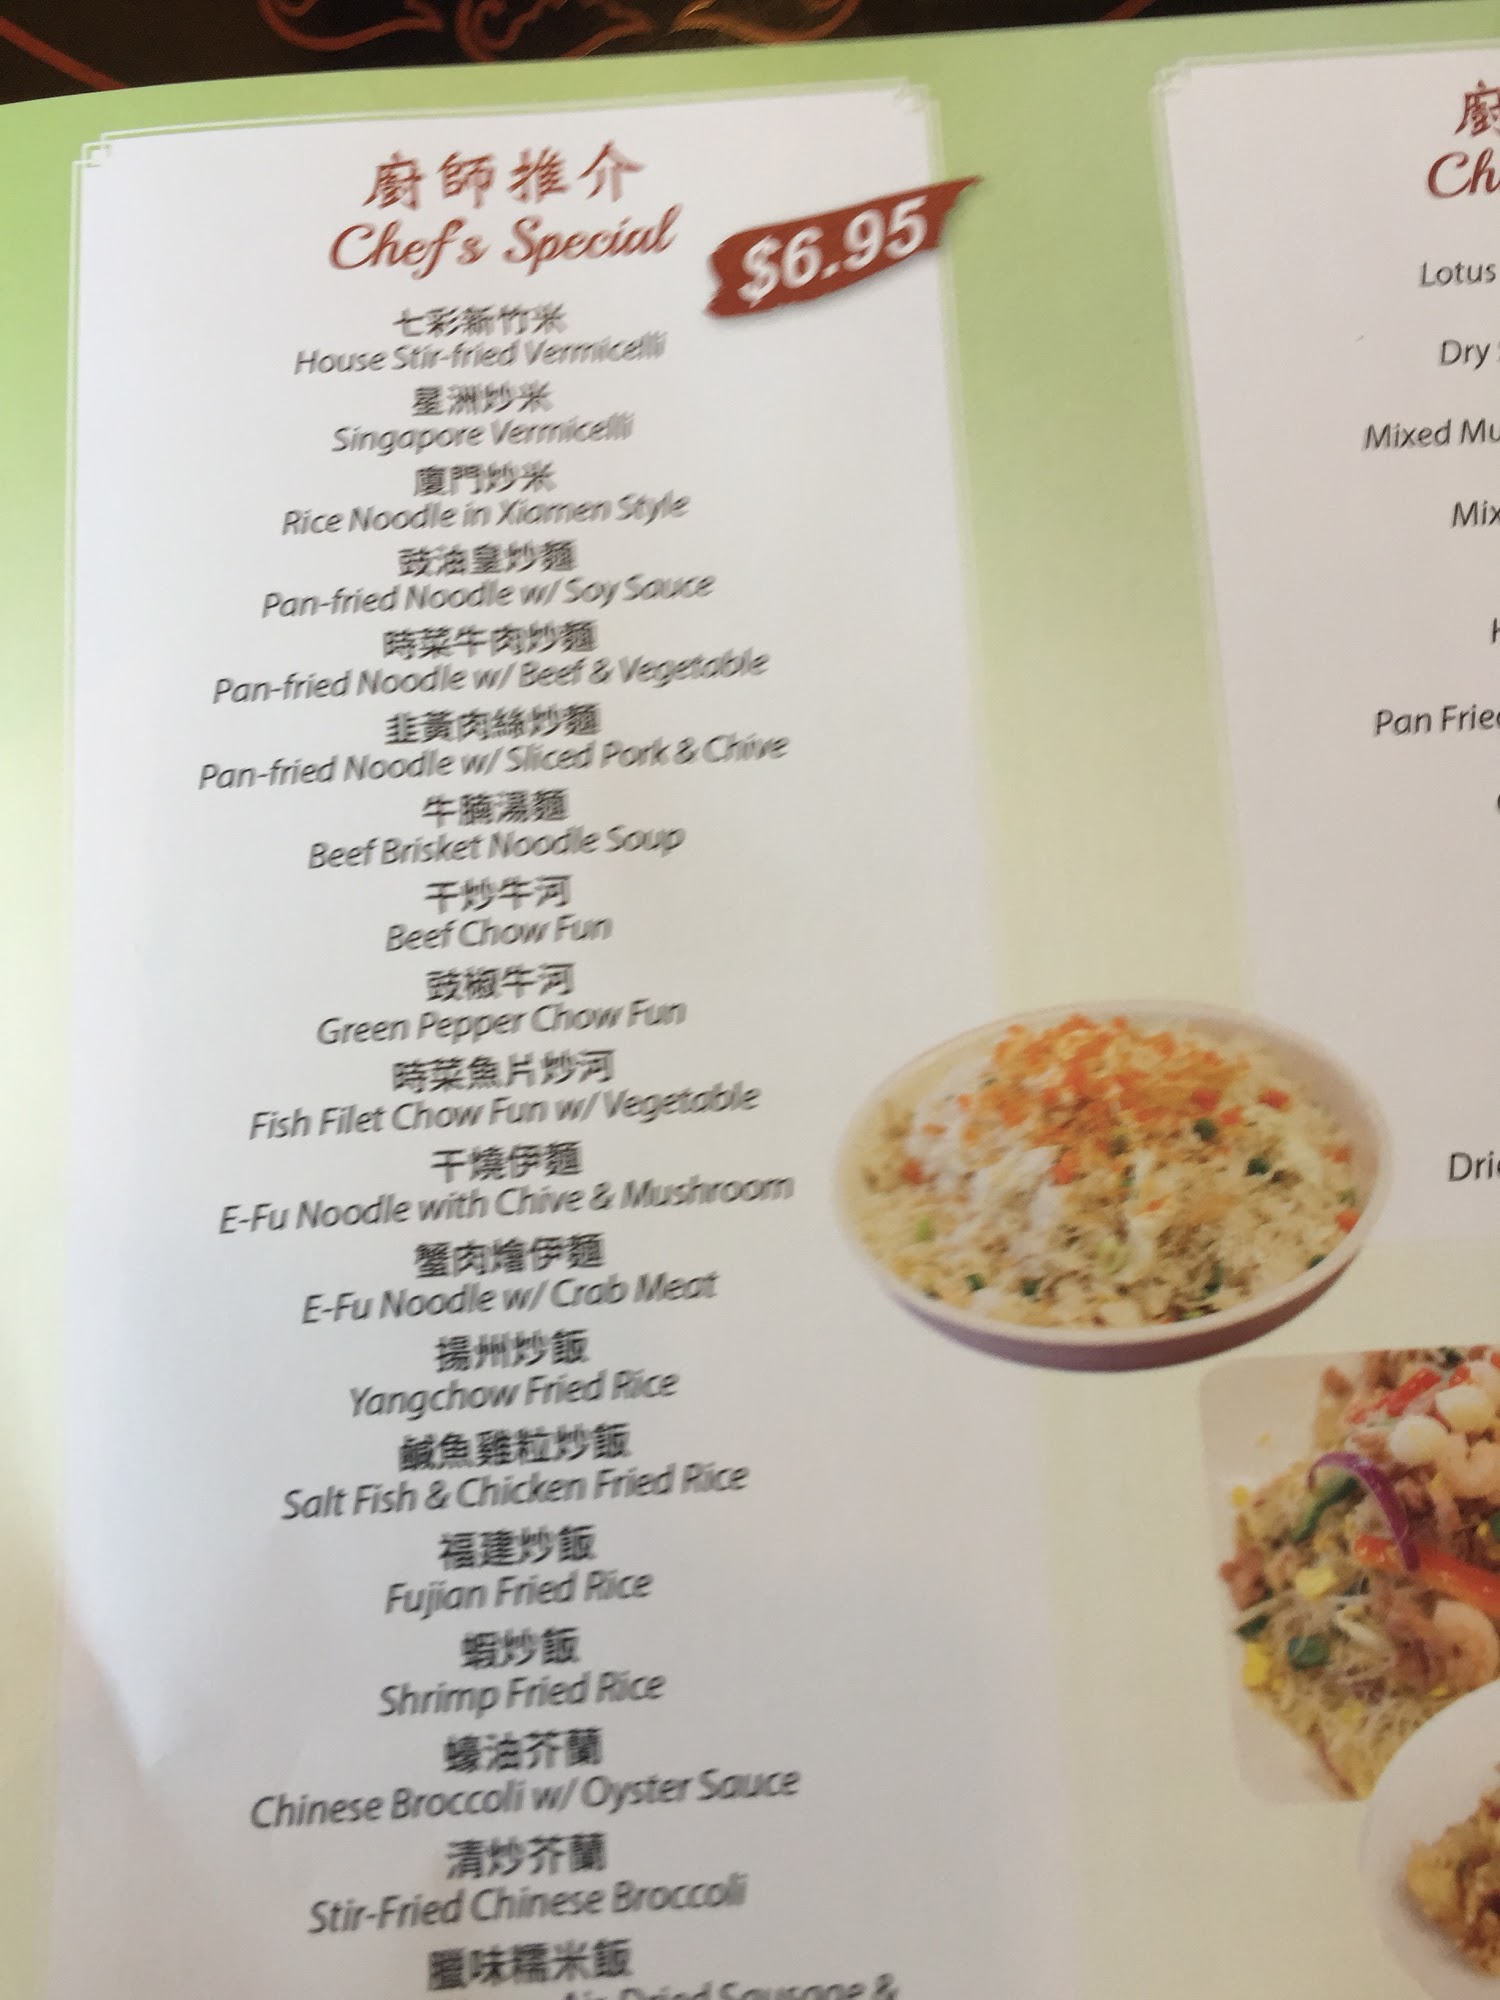 廚師推介
Chef's Special
$6.95
七彩新竹米
House Stir-fried Vermicelli
星洲炒米
Singapore Vermicelli
廈門炒米
Rice Noodle in Xiamen Style
豉油皇炒麵
Pan-fried Noodle w/ Soy Sauce
時菜牛肉炒麵
Pan-fried Noodle w/ Beef & Vegetable
韭黃肉絲炒麵
Pan-fried Noodle w/ Sliced Pork & Chive
牛腩湯麵
Beef Brisket Noodle Soup
干炒牛河
Beef Chow Fun
豉椒牛河
Green Pepper Chow Fun
時菜魚片炒河
Fish Filet Chow Fun w/ Vegetable
干燒伊麵
E-Fu Noodle with Chive & Mushroom
蟹肉燴伊麵
E-Fu Noodle w/ Crab Meat
揚州炒飯
Yangchow Fried Rice
鹹魚雞粒炒飯
Salt Fish & Chicken Fried Rice
福建炒飯
Fujian Fried Rice
蝦炒飯
Shrimp Fried Rice
蠔油芥蘭
Chinese Broccoli w/ Oyster Sauce
清炒芥蘭
Stir-Fried Chinese Broccoli
臘味糯米飯
Air Dried Sausage &
廚
Ch
Lotus
Dry
Mixed Mu
Mix
H
Pan Fried
Drie